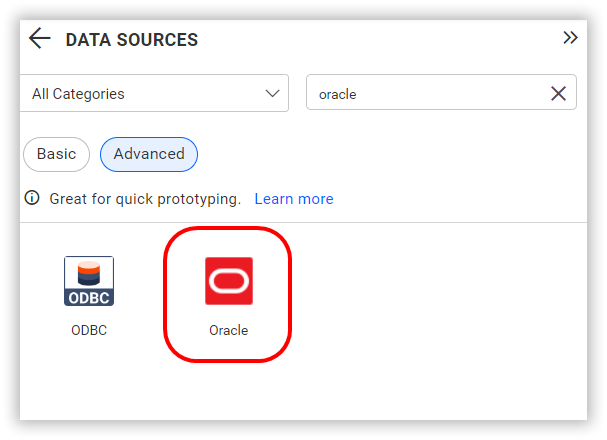 DATA SOURCES
All Categories
oracle
Basic
Advanced
Great for quick prototyping. Learn more
ODBC
ODBC
Oracle